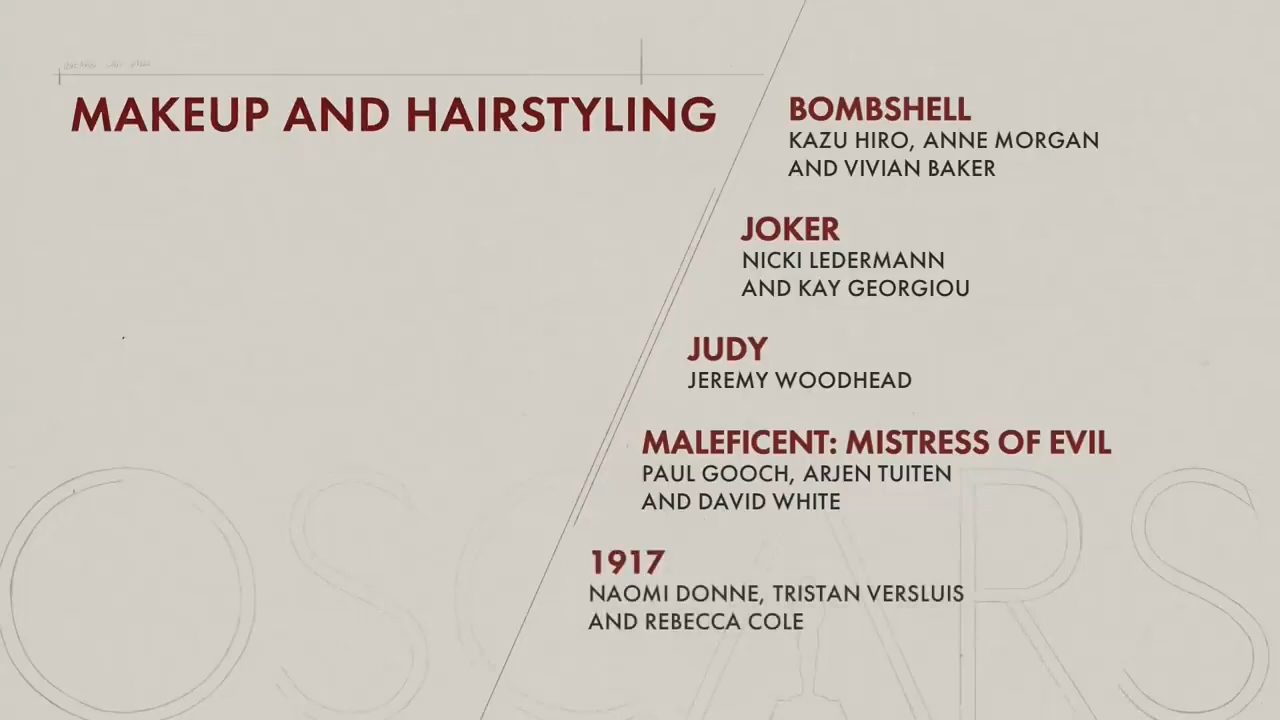 MAKEUP AND HAIRSTYLING
BOMBSHELL
KAZU HIRO, ANNE MORGAN
AND VIVIAN BAKER
JOKER
NICKI LEDERMANN
AND KAY GEORGIOU
JUDY
JEREMY WOODHEAD
MALEFICENT: MISTRESS OF EVIL
PAUL GOOCH, ARJEN TUITEN
AND DAVID WHITE
1917
NAOMI DONNE, TRISTAN VERSLUIS
AND REBECCA COLE
OSCARS